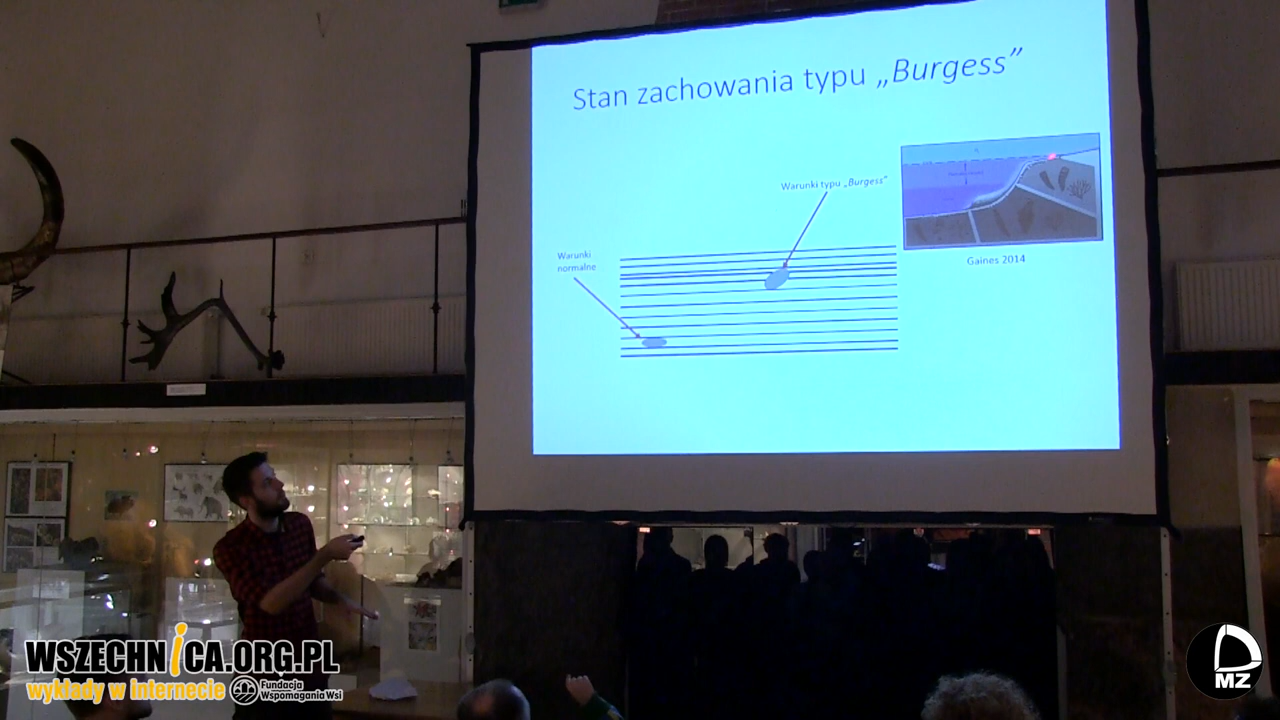 Stan zachowania typu „Burgess”
Warunki typu „Burgess”
Warunki
normalne
Gaines 2014
WSZECHNICA.ORG.PL
wykłady w internecie
Fundacja
Wspomagania Wsi
MZ